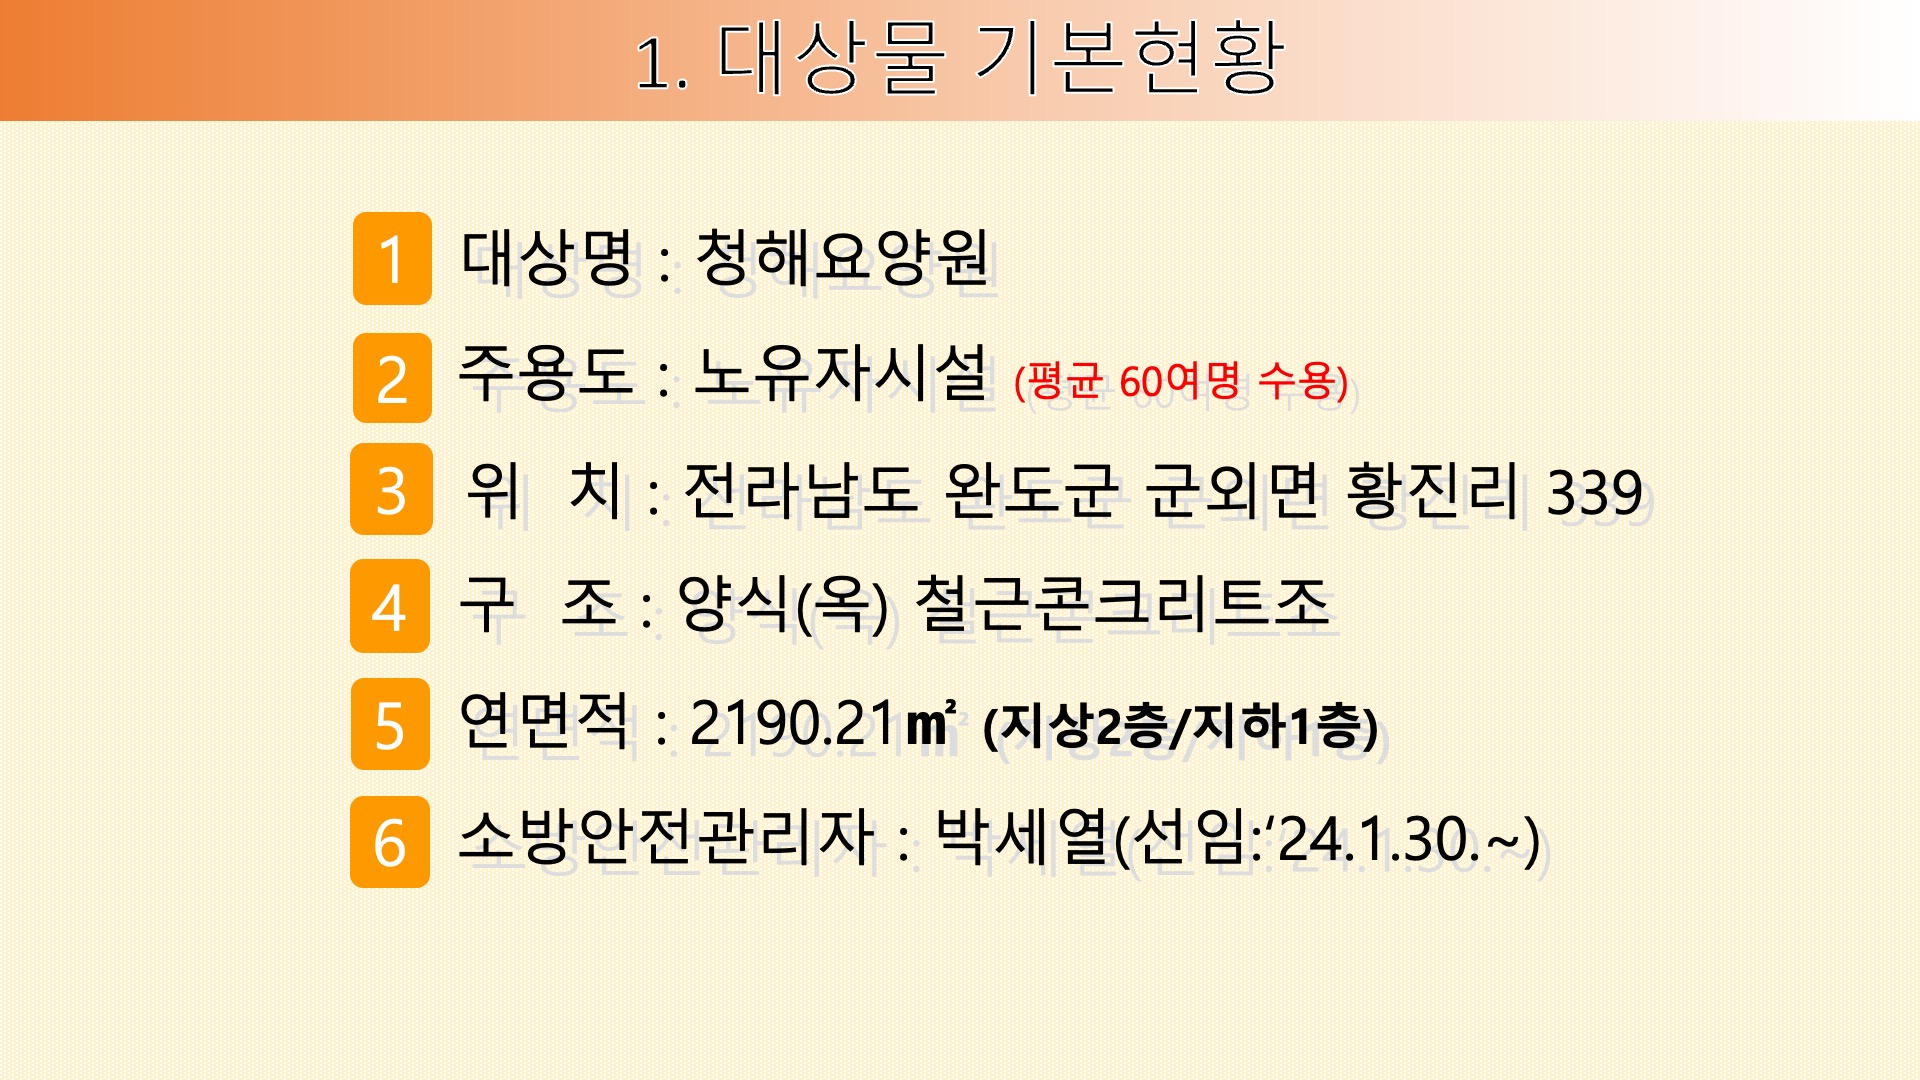 1. 대상물 기본현황
1 대상명 : 청해요양원
2 주용도 : 노유자시설 (평균 60여명 수용)
3 위 치 : 전라남도 완도군 군외면 황진리 339
4 구 조 : 양식(옥) 철근콘크리트조
5 연면적 : 2190.21㎡ (지상2층/지하1층)
6 소방안전관리자 : 박세열(선임:‘24.1.30.~)